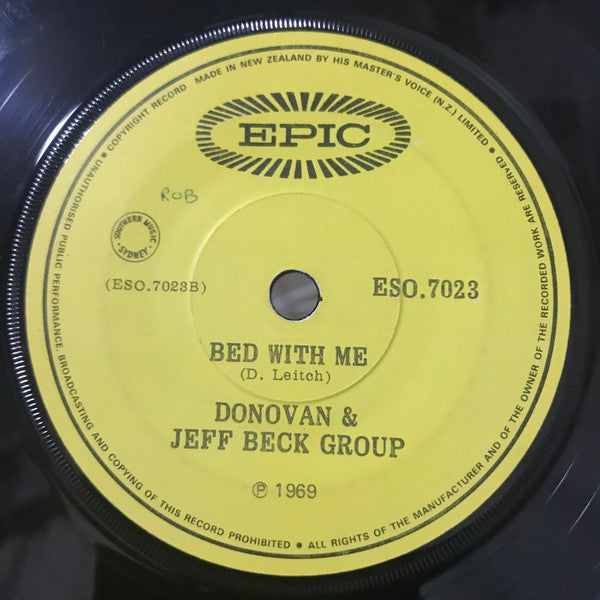 UNAUTHORISED PUBLIC PERFORMANCE, BROADCASTING AND COPYING OF THIS RECORD PROHIBITED • ALL RIGHTS OF THE MANUFACTURER AND OF THE OWNER OF THE RECORDED WORK ARE RESERVED • COPYRIGHT RECORD MADE IN NEW ZEALAND BY HIS MASTER'S VOICE (N.Z.) LIMITED •
EPIC
ROB
SOUTHERN MUSIC • SYDNEY •
(ESO.7023B)
ESO.7023
BED WITH ME
(D. Leitch)
DONOVAN &
JEFF BECK GROUP
℗ 1969